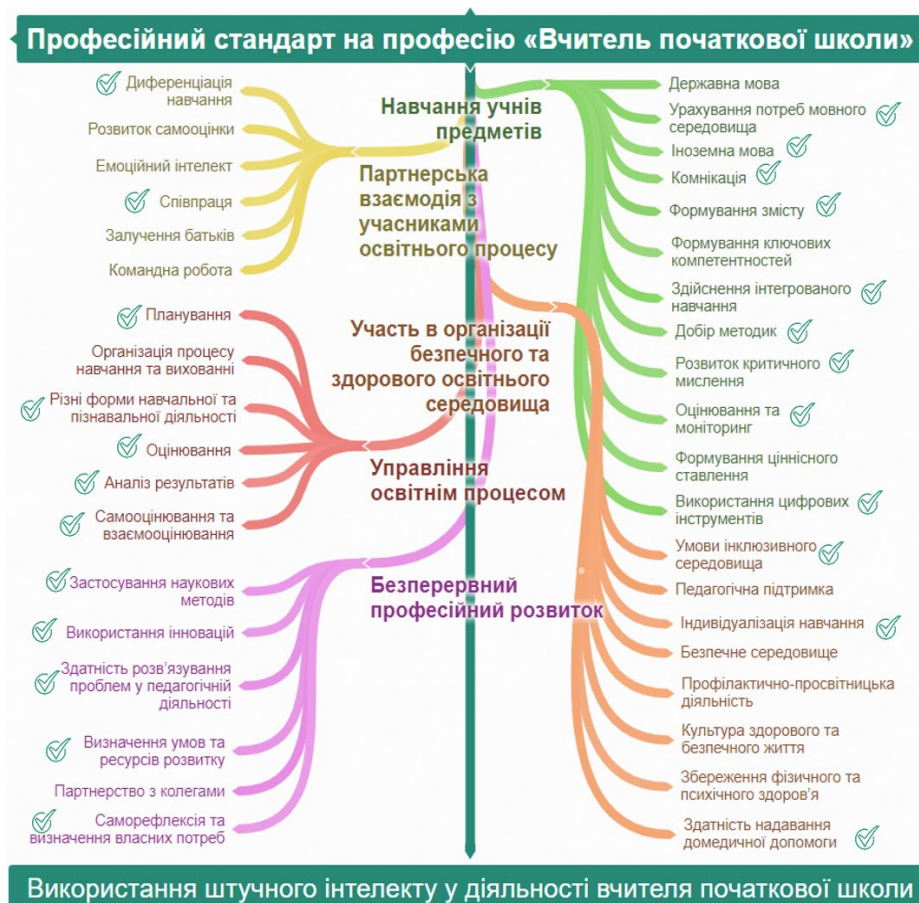 Професійний стандарт на професію «Вчитель початкової школи»
Диференціація
навчання
Розвиток самооцінки
Емоційний інтелект
Співпраця
Залучення батьків
Командна робота
Планування
Організація процесу
навчання та вихованні
Різні форми навчальної та
пізнавальної діяльності
Оцінювання
Аналіз результатів
Самооцінювання та
взаємооцінювання
Застосування наукових
методів
Використання інновацій
Здатність розв’язування
проблем у педагогічній
діяльності
Визначення умов та
ресурсів розвитку
Партнерство з колегами
Саморефлексія та
визначення власних потреб
Навчання учнів
предметів
Партнерська
взаємодія з
учасниками
освітнього процесу
Участь в організації
безпечного та
здорового освітнього
середовища
Управління
освітнім процесом
Безперервний
професійний розвиток
Державна мова
Урахування потреб мовного
середовища
Іноземна мова
Комнікація
Формування змісту
Формування ключових
компетентностей
Здійснення інтегрованого
навчання
Добір методик
Розвиток критичного
мислення
Оцінювання та
моніторинг
Формування ціннісного
ставлення
Використання цифрових
інструментів
Умови інклюзивного
середовища
Педагогічна підтримка
Індивідуалізація навчання
Безпечне середовище
Профілактично-просвітницька
діяльність
Культура здорового та
безпечного життя
Збереження фізичного та
психічного здоров’я
Здатність надавання
домедичної допомоги
Використання штучного інтелекту у діяльності вчителя початкової школи